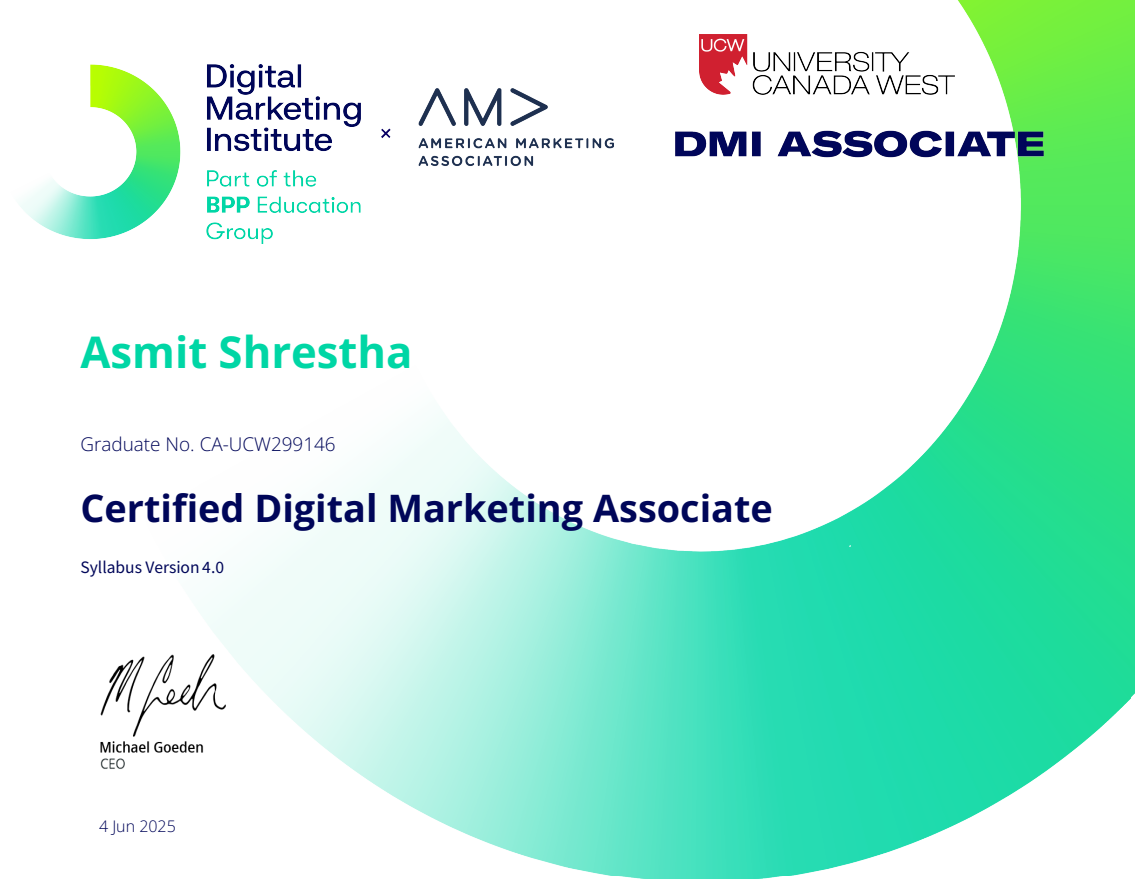 Digital
Marketing
Institute
Part of the
BPP Education
Group
×
AMA
AMERICAN MARKETING
ASSOCIATION
UCW
UNIVERSITY
CANADA WEST
DMI ASSOCIATE
Asmit Shrestha
Graduate No. CA-UCW299146
Certified Digital Marketing Associate
Syllabus Version 4.0
Michael Goeden
CEO
4 Jun 2025